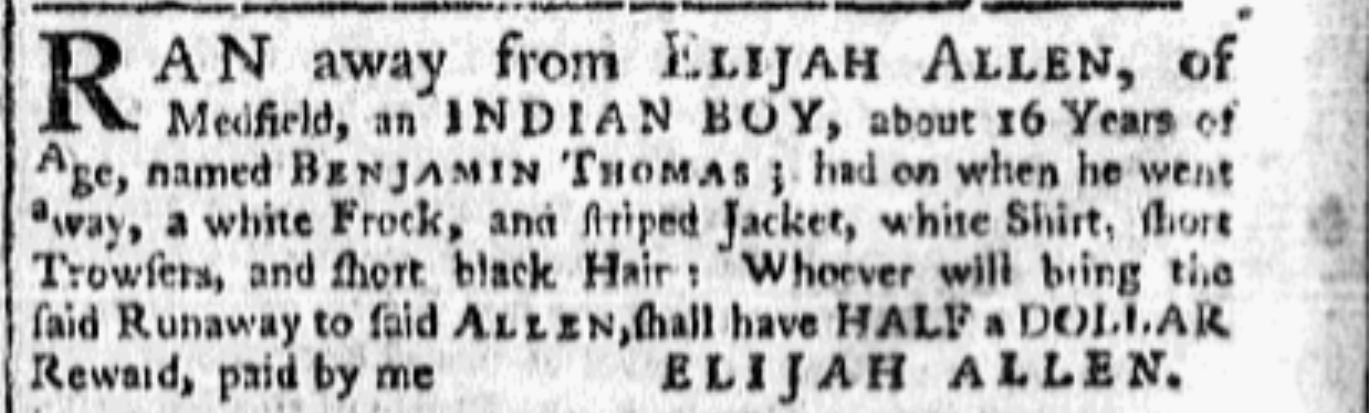 RAN away from ELIJAH ALLEN, of
Medfield, an INDIAN BOY, about 16 Years of
Age, named BENJAMIN THOMAS; had on when he went
away, a white Frock, and ſtriped Jacket, white Shirt, ſhort
Trowſers, and ſhort black Hair: Whoever will bring the
ſaid Runaway to ſaid ALLEN, ſhall have HALF a DOLLAR
Reward, paid by me ELIJAH ALLEN.